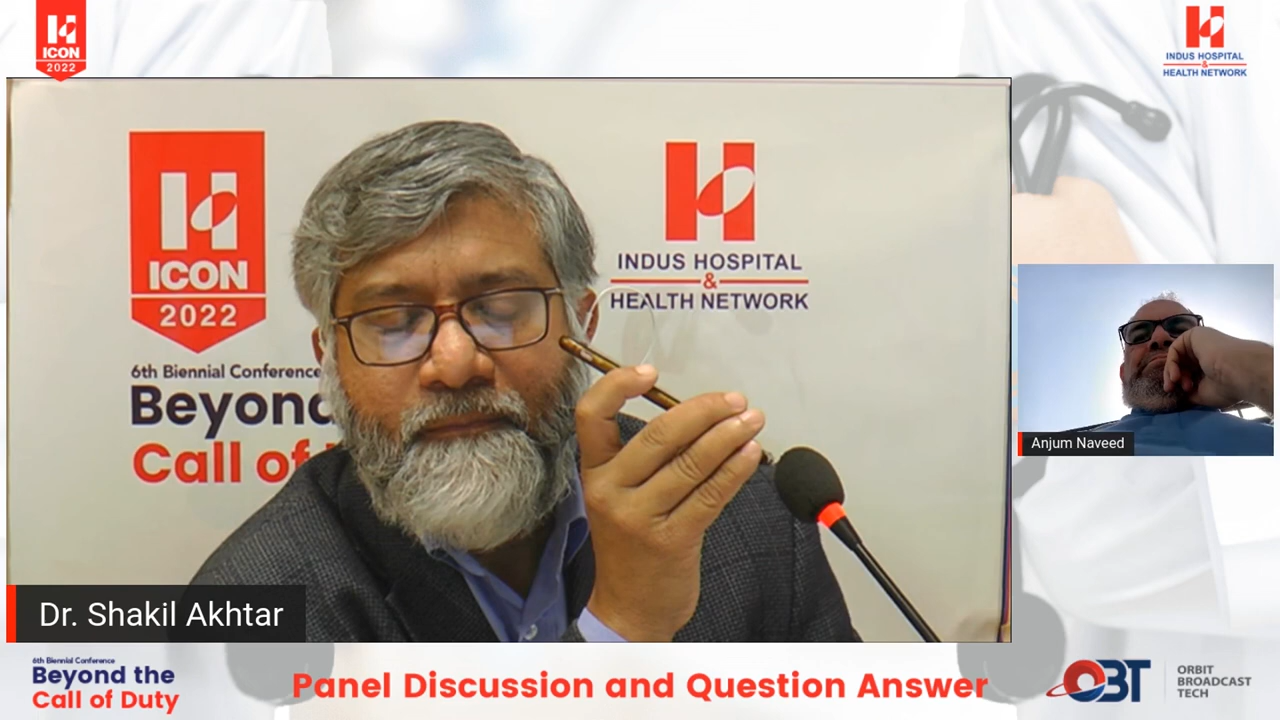 ICON
2022
INDUS HOSPITAL
&
HEALTH NETWORK
ICON
2022
6th Biennial Conference
Beyond
Call of
INDUS HOSPITAL
&
HEALTH NETWORK
Anjum Naveed
Dr. Shakil Akhtar
6th Biennial Conference
Beyond the
Call of Duty
Panel Discussion and Question Answer
OBT
ORBIT
BROADCAST
TECH